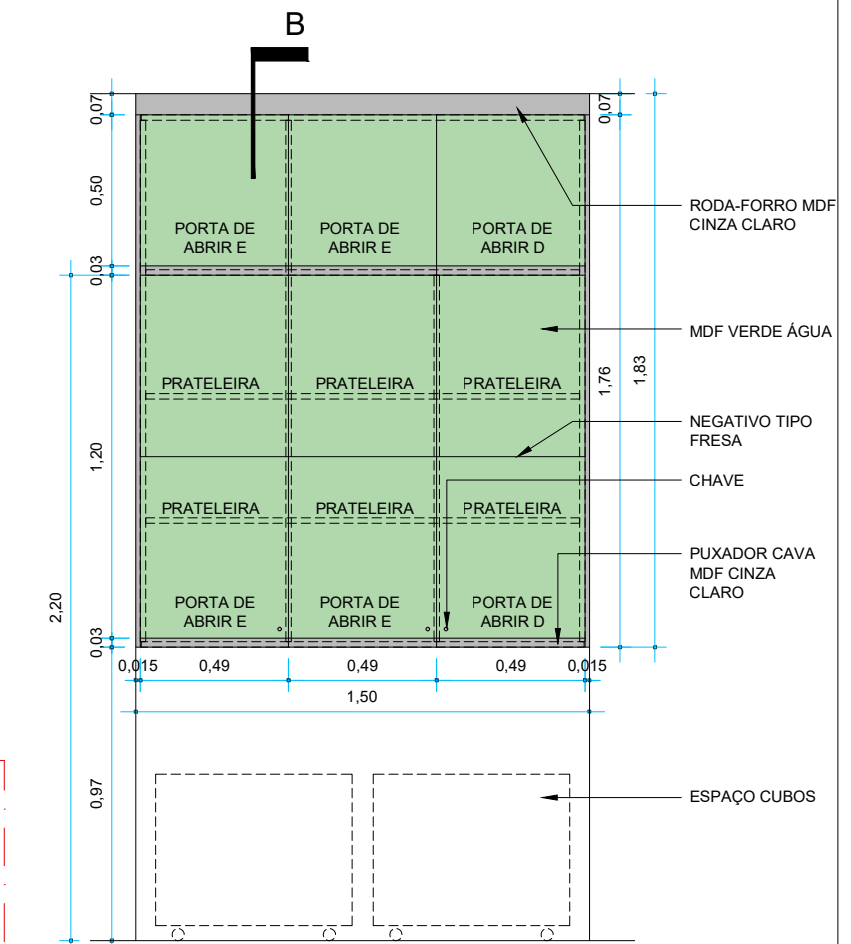 B
0,07
0,07
0,50
RODA-FORRO MDF
CINZA CLARO
PORTA DE
ABRIR E
PORTA DE
ABRIR E
PORTA DE
ABRIR D
0,03
MDF VERDE ÁGUA
1,76
1,83
PRATELEIRA
PRATELEIRA
PRATELEIRA
NEGATIVO TIPO
FRESA
1,20
CHAVE
PRATELEIRA
PRATELEIRA
PRATELEIRA
PUXADOR CAVA
MDF CINZA
CLARO
PORTA DE
ABRIR E
PORTA DE
ABRIR E
PORTA DE
ABRIR D
2,20
0,03
0,015
0,49
0,49
0,49
0,015
1,50
0,97
ESPAÇO CUBOS